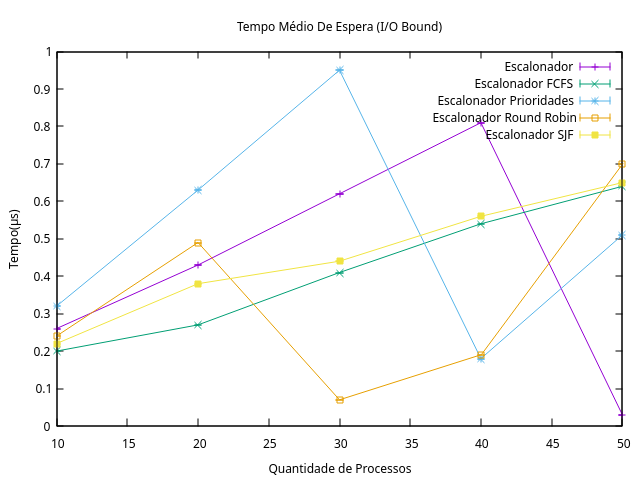 Tempo Médio De Espera (I/O Bound)
1
0.9
0.8
0.7
0.6
0.5
0.4
0.3
0.2
0.1
0
Tempo(µs)
Escalonador
Escalonador FCFS
Escalonador Prioridades
Escalonador Round Robin
Escalonador SJF
10 15 20 25 30 35 40 45 50
Quantidade de Processos